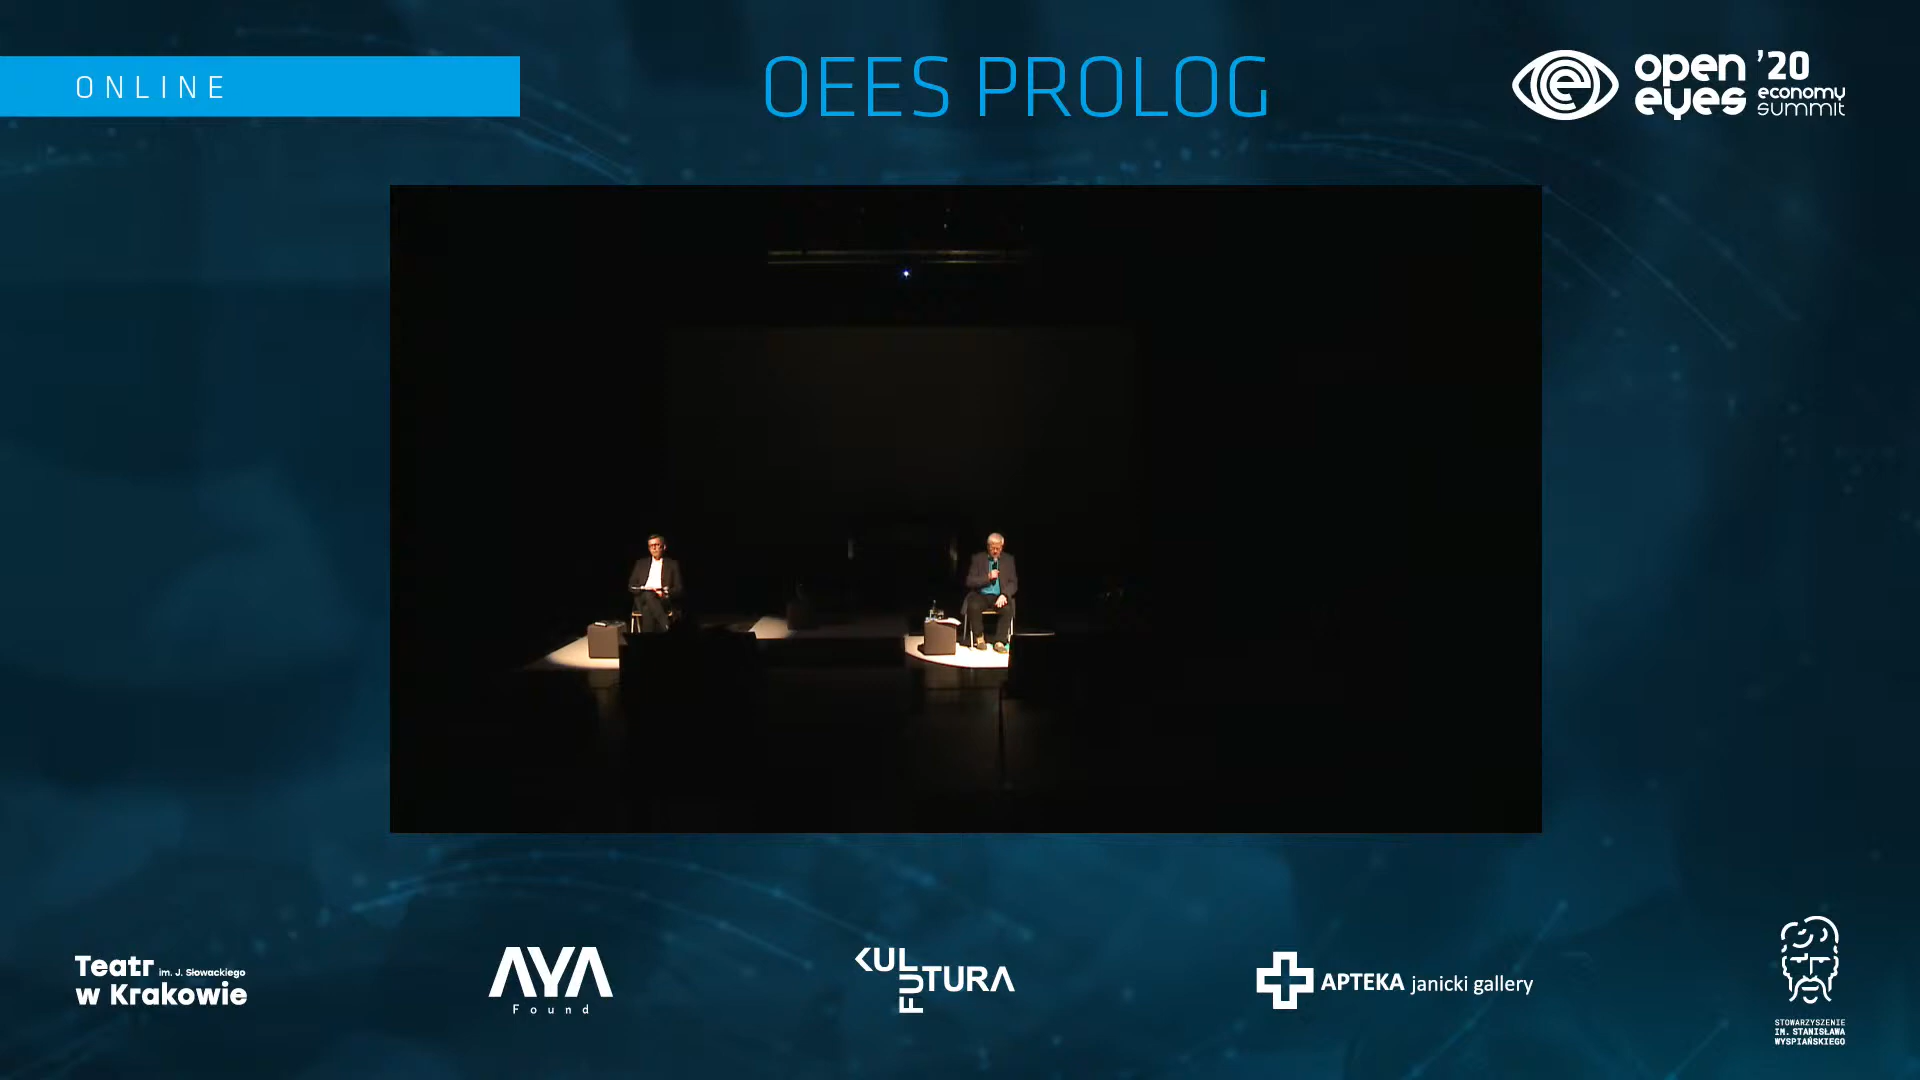 ONLINE
OEES PROLOG
open eyes '20 economy summit
Teatr im. J. Słowackiego
w Krakowie
AYA
Found
KULTURA
FUTURA
APTEKA janicki gallery
STOWARZYSZENIE
IM. STANISŁAWA
WYSPIAŃSKIEGO